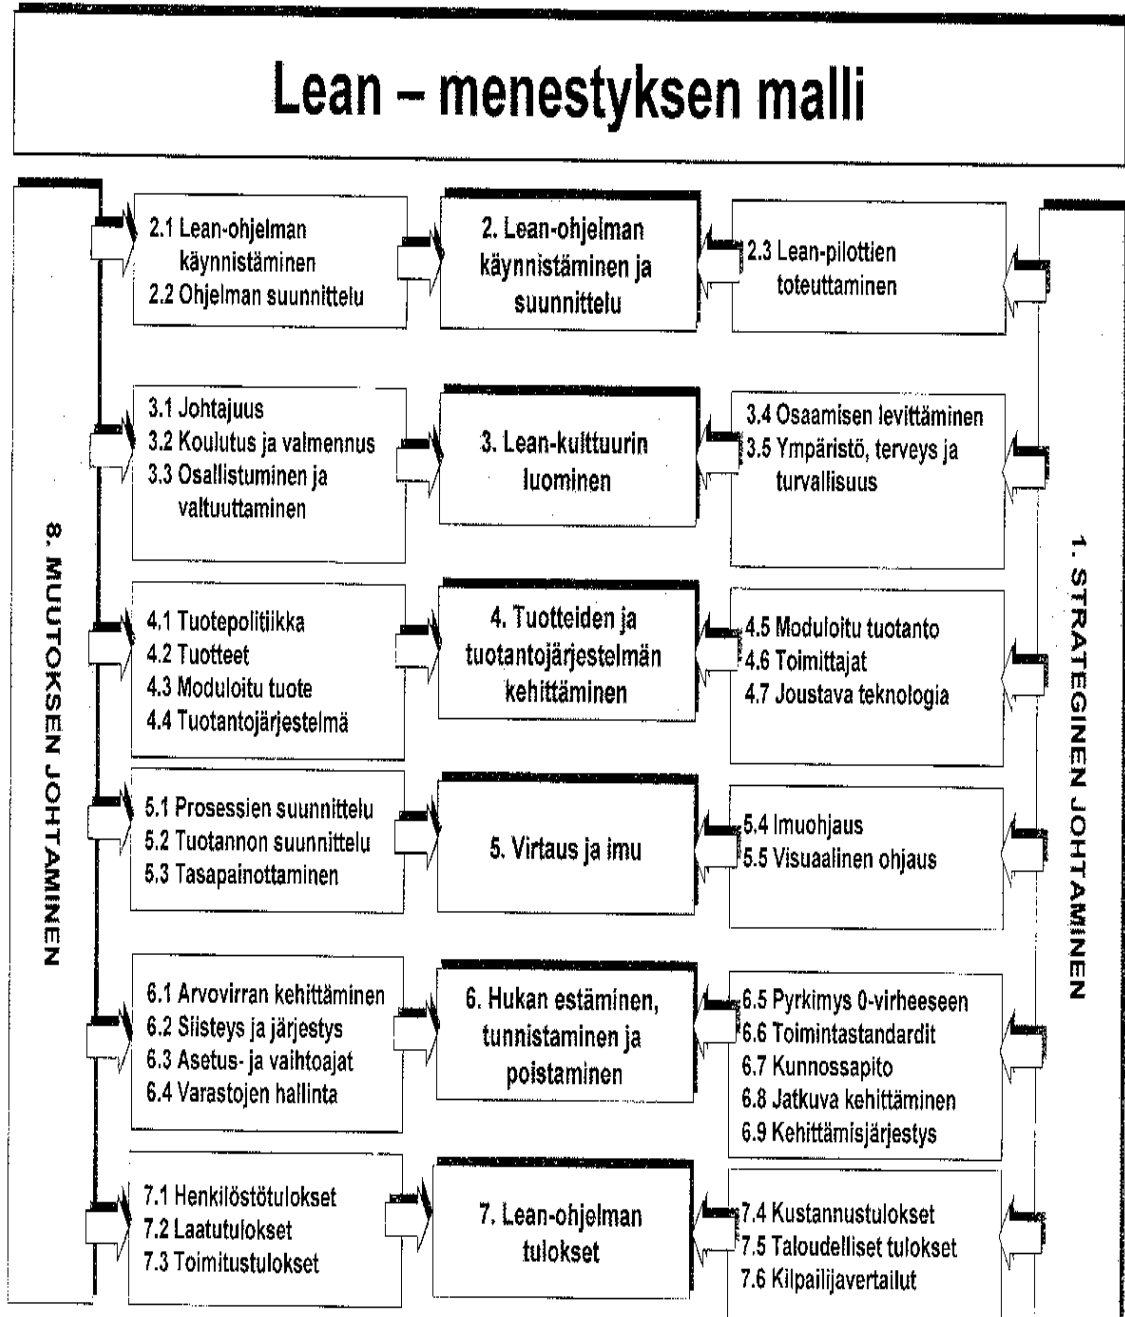 Lean – menestyksen malli
8. MUUTOKSEN JOHTAMINEN
1. STRATEGINEN JOHTAMINEN
2.1 Lean-ohjelman
käynnistäminen
2.2 Ohjelman suunnittelu
2. Lean-ohjelman
käynnistäminen ja
suunnittelu
2.3 Lean-pilottien
toteuttaminen
3.1 Johtajuus
3.2 Koulutus ja valmennus
3.3 Osallistuminen ja
valtuuttaminen
3. Lean-kulttuurin
luominen
3.4 Osaamisen levittäminen
3.5 Ympäristö, terveys ja
turvallisuus
4.1 Tuotepolitiikka
4.2 Tuotteet
4.3 Moduloitu tuote
4.4 Tuotantojärjestelmä
4. Tuotteiden ja
tuotantojärjestelmän
kehittäminen
4.5 Moduloitu tuotanto
4.6 Toimittajat
4.7 Joustava teknologia
5.1 Prosessien suunnittelu
5.2 Tuotannon suunnittelu
5.3 Tasapainottaminen
5. Virtaus ja imu
5.4 Imuohjaus
5.5 Visuaalinen ohjaus
6.1 Arvovirran kehittäminen
6.2 Siisteys ja järjestys
6.3 Asetus- ja vaihtoajat
6.4 Varastojen hallinta
6. Hukan estäminen,
tunnistaminen ja
poistaminen
6.5 Pyrkimys 0-virheeseen
6.6 Toimintastandardit
6.7 Kunnossapito
6.8 Jatkuva kehittäminen
6.9 Kehittämisjärjestys
7.1 Henkilöstötulokset
7.2 Laatutulokset
7.3 Toimitustulokset
7. Lean-ohjelman
tulokset
7.4 Kustannustulokset
7.5 Taloudelliset tulokset
7.6 Kilpailijavertailut